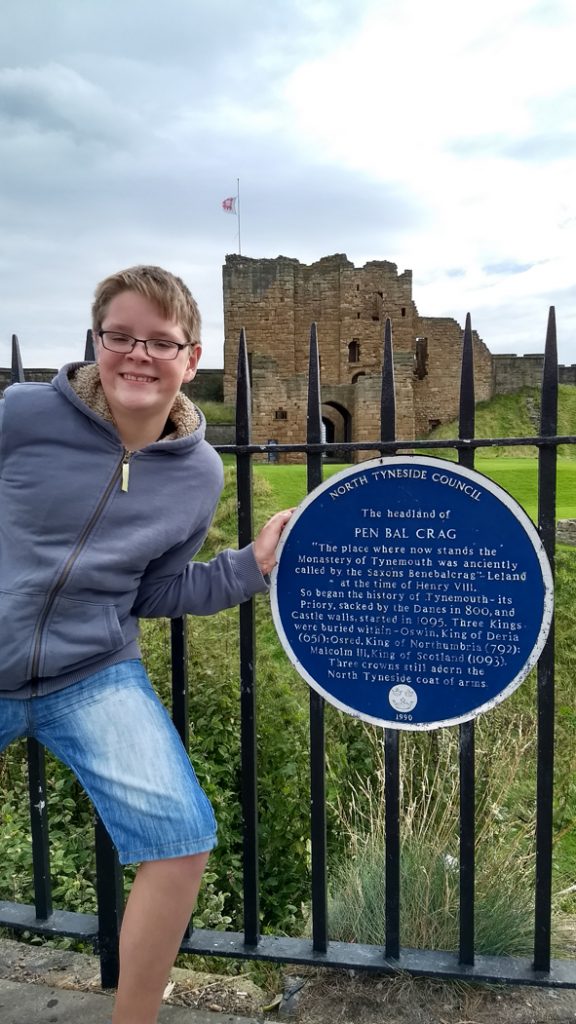 NORTH TYNESIDE COUNCIL
The headland of
PEN BAL CRAG
"The place where now stands the
Monastery of Tynemouth was anciently
called by the Saxons Benebalcrag"-Leland
at the time of Henry VIII.
So began the history of Tynemouth-its
Priory, sacked by the Danes in 800, and
Castle walls, started in 1095. Three Kings
were buried within-Oswin, King of Deria
(651); Osred, King of Northumbria (792);
Malcolm III, King of Scotland (1093).
Three crowns still adorn the
North Tyneside coat of arms.
1990